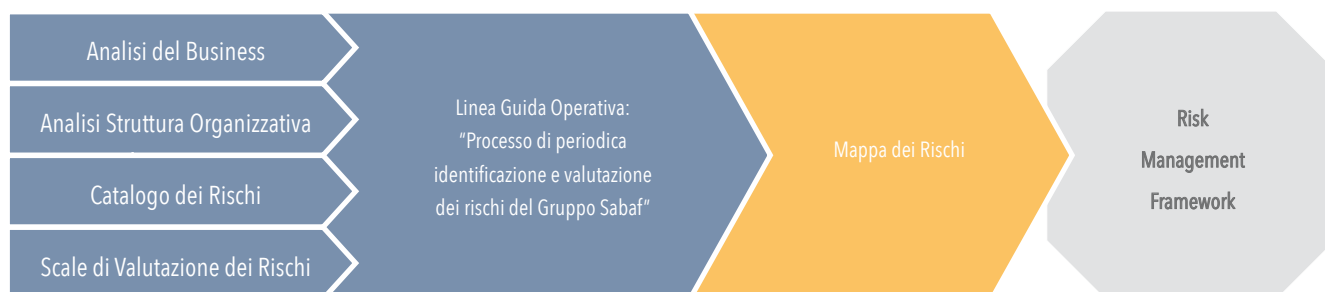 Analisi del Business
Analisi Struttura Organizzativa
Catalogo dei Rischi
Scale di Valutazione dei Rischi
Linea Guida Operativa:
"Processo di periodica
identificazione e valutazione
dei rischi del Gruppo Sabaf"
Mappa dei Rischi
Risk
Management
Framework